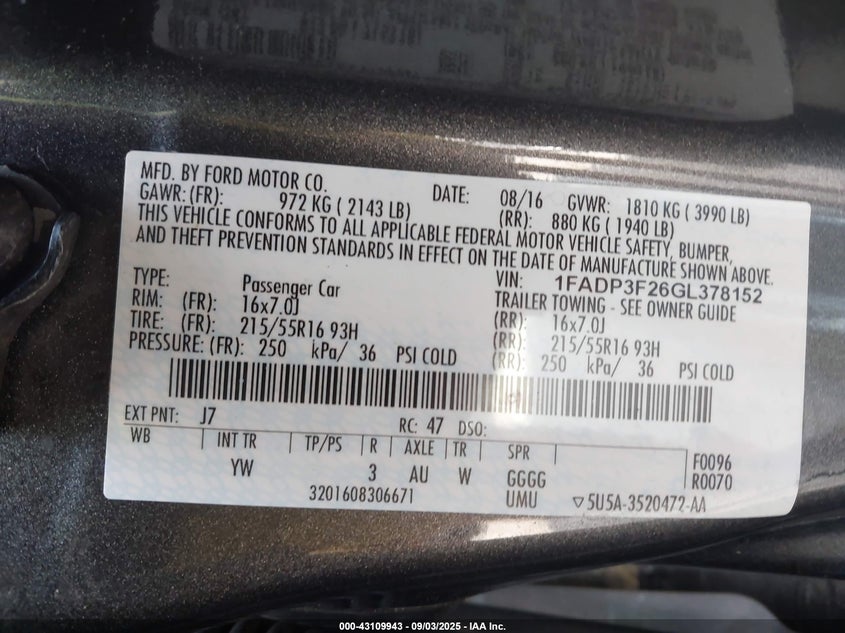 MFD. BY FORD MOTOR CO. DATE: 08/16 GVWR: 1810 KG ( 3990 LB)
GAWR: (FR): 972 KG ( 2143 LB) (RR): 880 KG ( 1940 LB)
THIS VEHICLE CONFORMS TO ALL APPLICABLE FEDERAL MOTOR VEHICLE SAFETY, BUMPER,
AND THEFT PREVENTION STANDARDS IN EFFECT ON THE DATE OF MANUFACTURE SHOWN ABOVE.
VIN: 1FADP3F26GL378152
TYPE: Passenger Car TRAILER TOWING - SEE OWNER GUIDE
RIM: (FR): 16x7.0J (RR): 16x7.0J
TIRE: (FR): 215/55R16 93H (RR): 215/55R16 93H
PRESSURE: (FR): 250 kPa/ 36 PSI COLD (RR): 250 kPa/ 36 PSI COLD
EXT PNT: J7 RC: 47 DSO:
WB INT TR TP/PS R AXLE TR SPR F0096
YW 3 AU W GGGG R0070
3201608306671 UMU ▽5U5A-3520472-AA
000-43109943 - 09/03/2025 - IAA Inc.